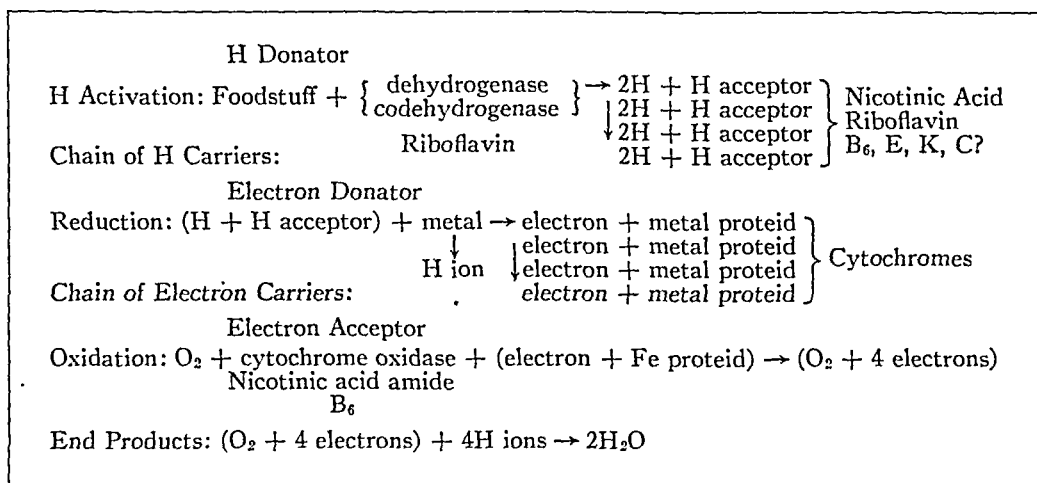 H Donator
H Activation: Foodstuff + { dehydrogenase } → 2H + H acceptor
{ codehydrogenase } 2H + H acceptor } Nicotinic Acid
Riboflavin ↓ 2H + H acceptor } Riboflavin
Chain of H Carriers: 2H + H acceptor } B₆, E, K, C?
Electron Donator
Reduction: (H + H acceptor) + metal → electron + metal proteid
↓ electron + metal proteid
H ion ↓ electron + metal proteid } Cytochromes
Chain of Electron Carriers: electron + metal proteid
Electron Acceptor
Oxidation: O₂ + cytochrome oxidase + (electron + Fe proteid) → (O₂ + 4 electrons)
Nicotinic acid amide
B₆
End Products: (O₂ + 4 electrons) + 4H ions → 2H₂O